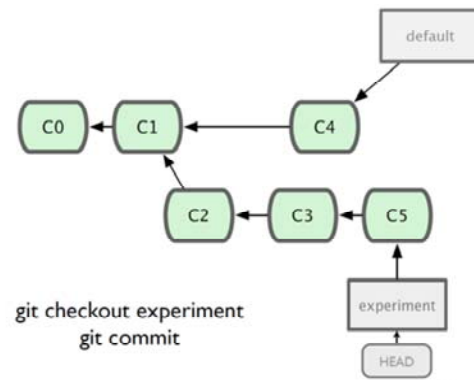 default
C0
C1
C4
C2
C3
C5
experiment
git checkout experiment
git commit
HEAD